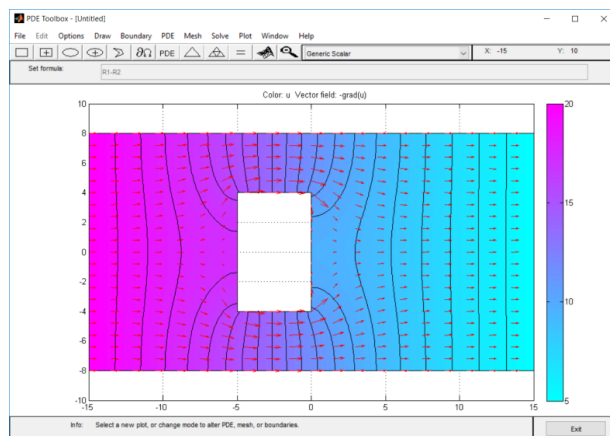 PDE Toolbox - [Untitled]
File Edit Options Draw Boundary PDE Mesh Solve Plot Window Help
∂Ω PDE = Generic Scalar X: -15 Y: 10
Set formula: R1-R2
Color: u Vector field: -grad(u)
10
8
6
4
2
0
-2
-4
-6
-8
-10
-15 -10 -5 0 5 10 15
20
15
10
5
Info: Select a new plot, or change mode to alter PDE, mesh, or boundaries. Exit